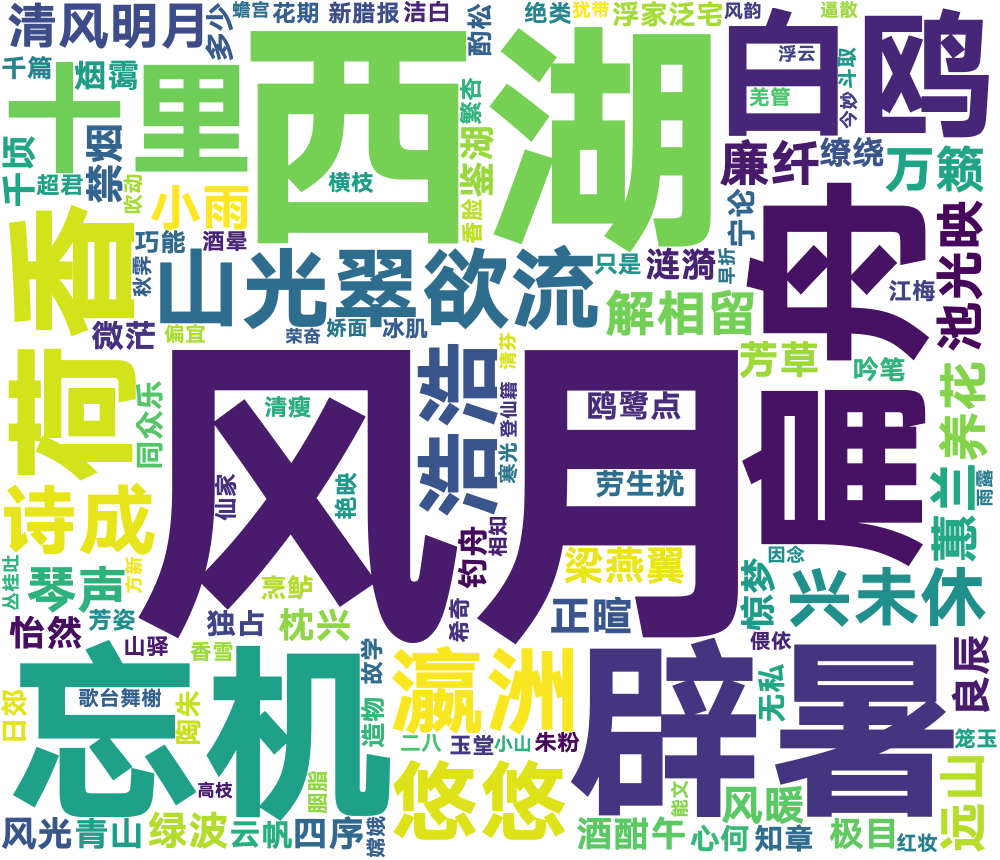 清风明月
多少
蟾宫
花期
新腊报
洁白
酌松
绝类
犹带
浮家泛宅
风韵
逼散
千篇
烟霭
十里
西湖
白鸥
浮云
斗取
羌管
今妙
繁杏
千顷
禁烟
超君
吹动
小雨
横枝
鉴湖
香脸
廉纤
缭绕
万籁
香
巧能
酒晕
秋霁
山光翠欲流
只是
涟漪
早折
宁论
扁舟
池光映
江梅
微茫
偏宜
荣奋
娇面
冰肌
解相留
荷
风月
浩浩
清芬
登仙籍
寒光
芳草
吟笔
养花
同众乐
清瘦
鸥鹭点
仙家
艳映
劳生扰
蕙兰
雨露
诗成
钓舟
相知
梁燕翼
因念
丛桂吐
琴声
方新
芳姿
独占
枕兴
希奇
正暄
惊梦
兴未休
怡然
山驿
香雪
故学
偎依
良辰
忘机
歌台舞榭
瀛洲
辟暑
无私
日郊
陶朱
造物
二八
玉堂
小山
朱粉
笼玉
高枝
胭脂
悠悠
能文
风暖
远山
风光
青山
绿波
云帆
四序
嫦娥
酒酣午
心何
知章
极目
红妆